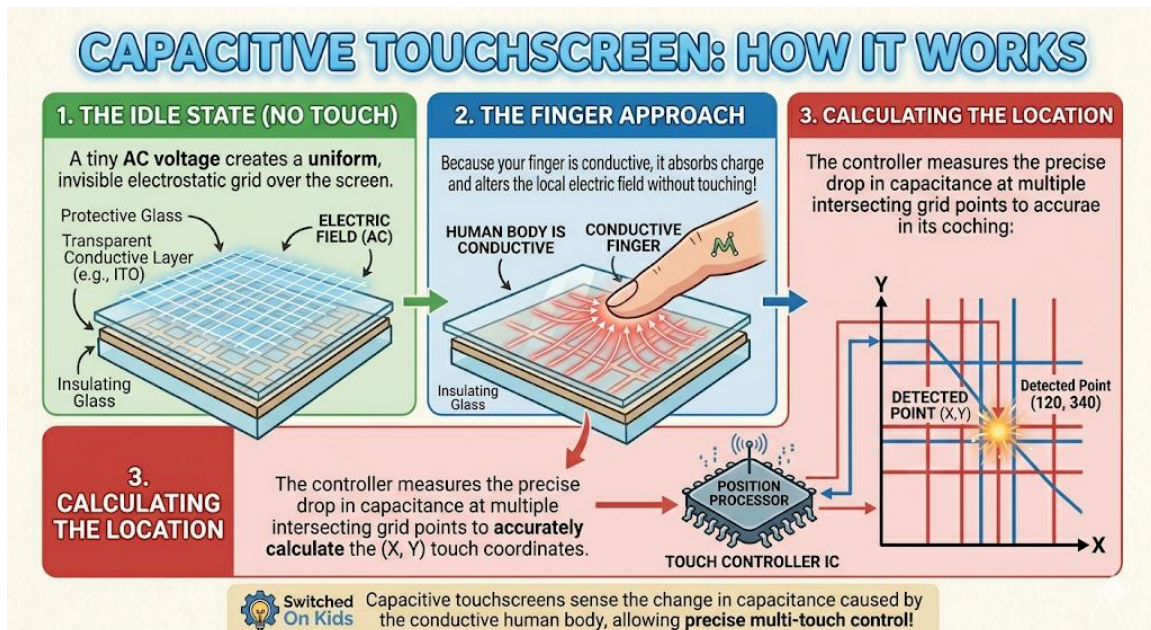 CAPACITIVE TOUCHSCREEN: HOW IT WORKS
1. THE IDLE STATE (NO TOUCH)
A tiny AC voltage creates a uniform,
invisible electrostatic grid over the screen.
Protective Glass
Transparent
Conductive Layer
(e.g., ITO)
ELECTRIC
FIELD (AC)
Insulating
Glass
2. THE FINGER APPROACH
Because your finger is conductive, it absorbs charge
and alters the local electric field without touching!
HUMAN BODY IS
CONDUCTIVE
CONDUCTIVE
FINGER
Insulating
Glass
3. CALCULATING THE LOCATION
The controller measures the precise
drop in capacitance at multiple
intersecting grid points to accurae
in its coching:
Y
DETECTED
POINT (X,Y)
Detected Point
(120, 340)
X
3.
CALCULATING
THE LOCATION
The controller measures the precise
drop in capacitance at multiple
intersecting grid points to accurately
calculate the (X, Y) touch coordinates.
POSITION
PROCESSOR
TOUCH CONTROLLER IC
Switched
On Kids
Capacitive touchscreens sense the change in capacitance caused by
the conductive human body, allowing precise multi-touch control!